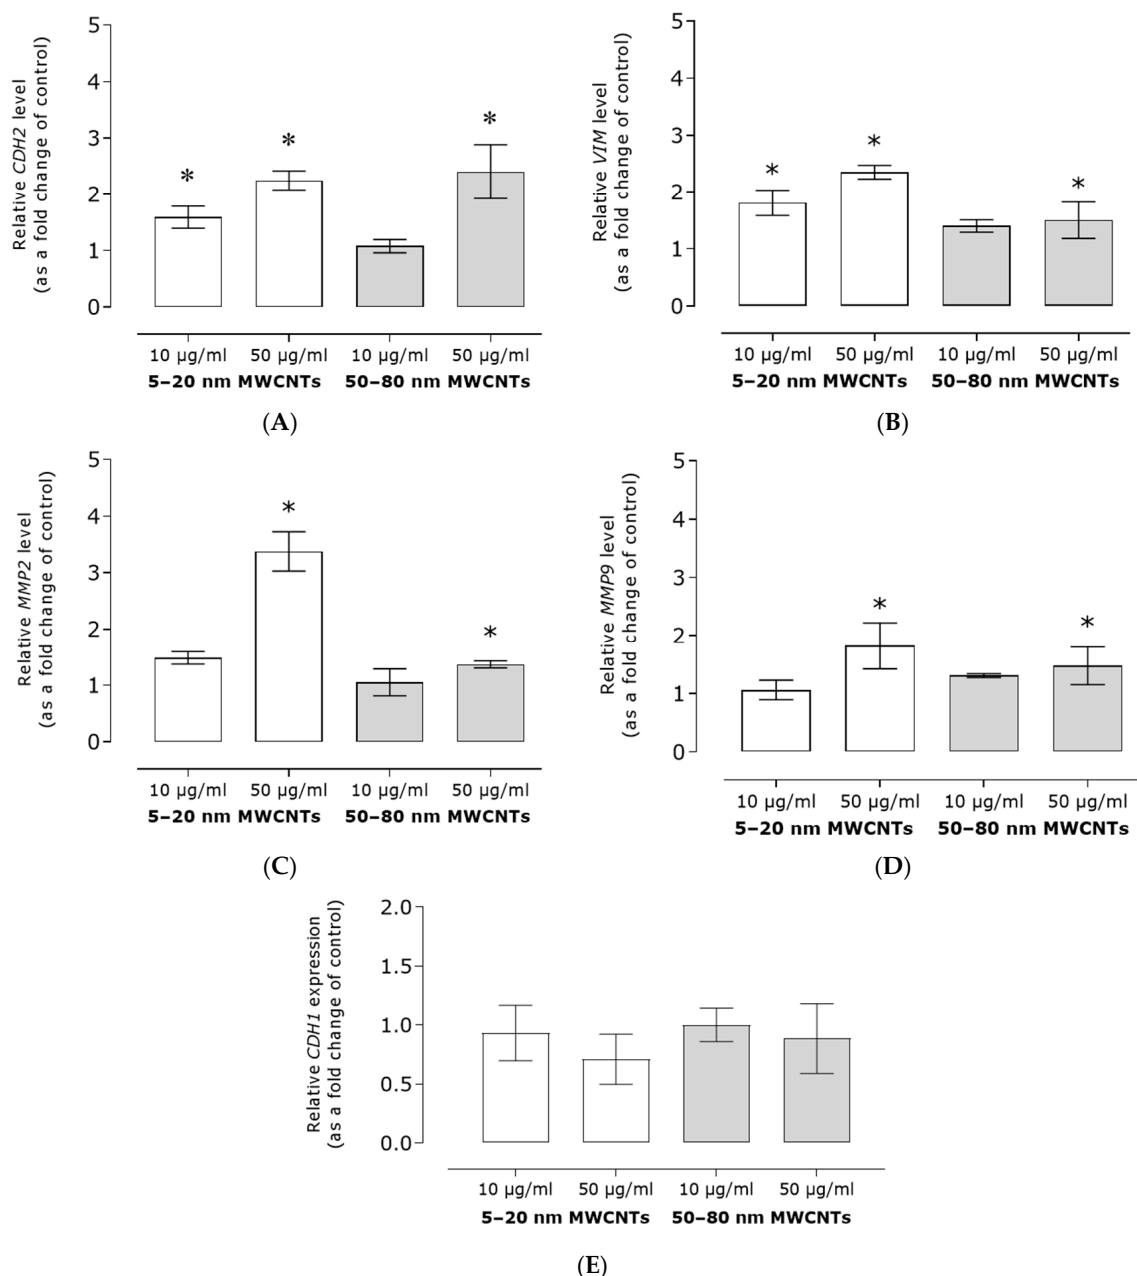 Relative CDH2 level
(as a fold change of control)
5
4
3
2
1
0
* * *
10 µg/ml 50 µg/ml 10 µg/ml 50 µg/ml
5–20 nm MWCNTs 50–80 nm MWCNTs
(A)
Relative VIM level
(as a fold change of control)
5
4
3
2
1
0
* * *
10 µg/ml 50 µg/ml 10 µg/ml 50 µg/ml
5–20 nm MWCNTs 50–80 nm MWCNTs
(B)
Relative MMP2 level
(as a fold change of control)
5
4
3
2
1
0
* *
10 µg/ml 50 µg/ml 10 µg/ml 50 µg/ml
5–20 nm MWCNTs 50–80 nm MWCNTs
(C)
Relative MMP9 level
(as a fold change of control)
5
4
3
2
1
0
* *
10 µg/ml 50 µg/ml 10 µg/ml 50 µg/ml
5–20 nm MWCNTs 50–80 nm MWCNTs
(D)
Relative CDH1 expression
(as a fold change of control)
2.0
1.5
1.0
0.5
0.0
10 µg/ml 50 µg/ml 10 µg/ml 50 µg/ml
5–20 nm MWCNTs 50–80 nm MWCNTs
(E)